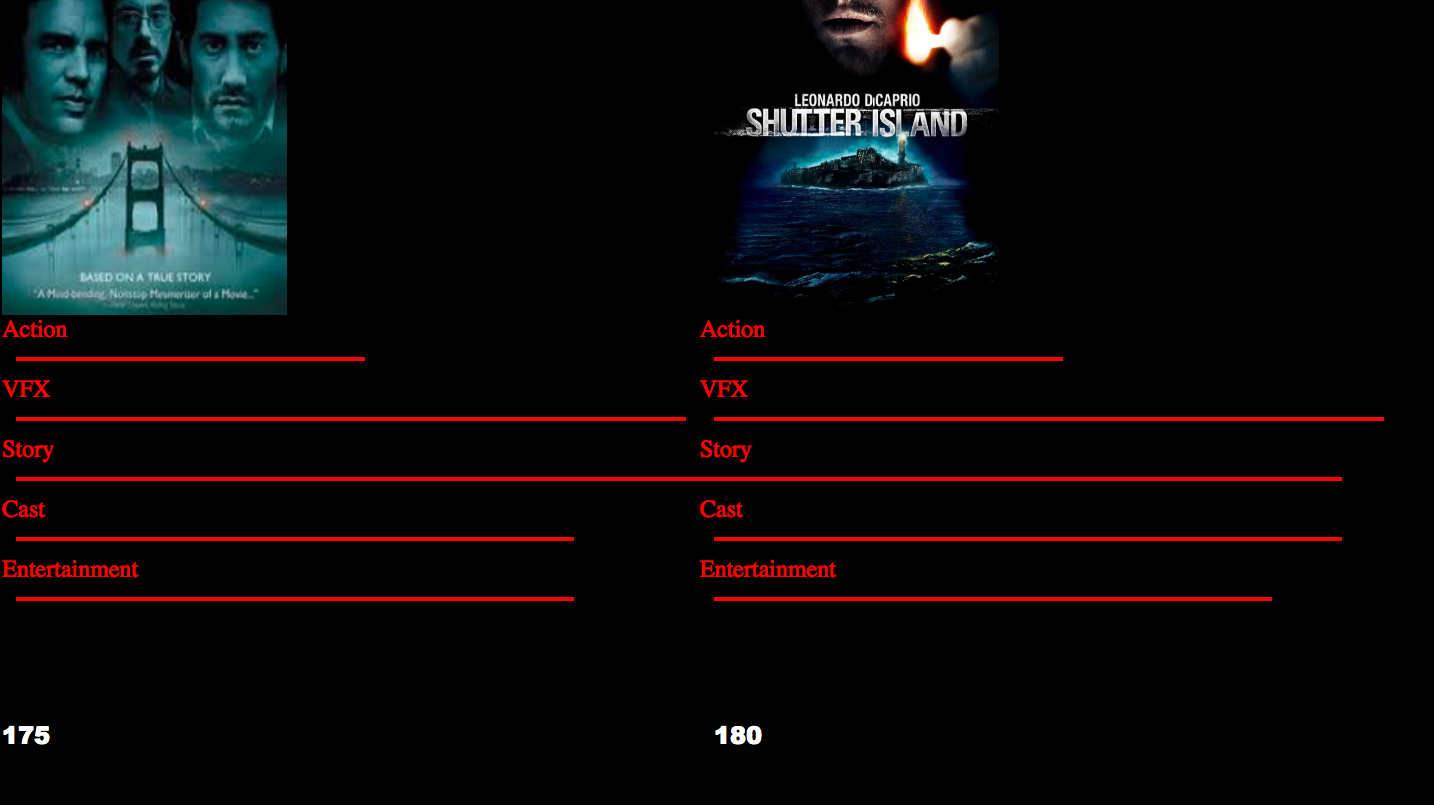 BASED ON A TRUE STORY
"A Mind-bending, Nonstop Mesmerizer of a Movie..."
Action
VFX
Story
Cast
Entertainment
175
LEONARDO DiCAPRIO
SHUTTER ISLAND
Action
VFX
Story
Cast
Entertainment
180